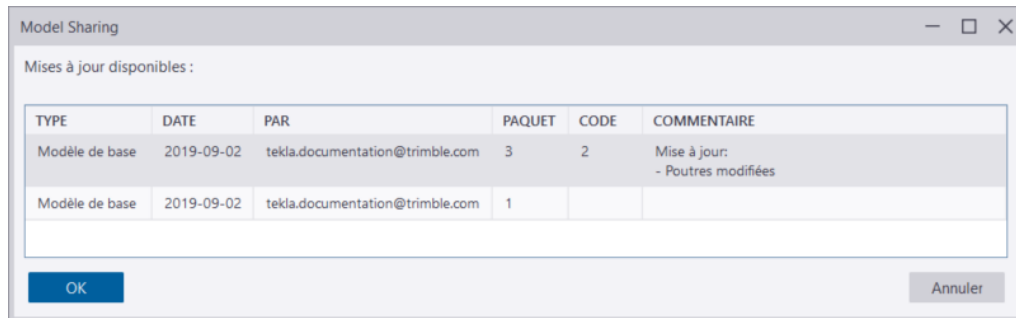 Model Sharing
Mises à jour disponibles :
TYPE DATE PAR PAQUET CODE COMMENTAIRE
Modèle de base 2019-09-02 tekla.documentation@trimble.com 3 2 Mise à jour:
- Poutres modifiées
Modèle de base 2019-09-02 tekla.documentation@trimble.com 1
OK Annuler